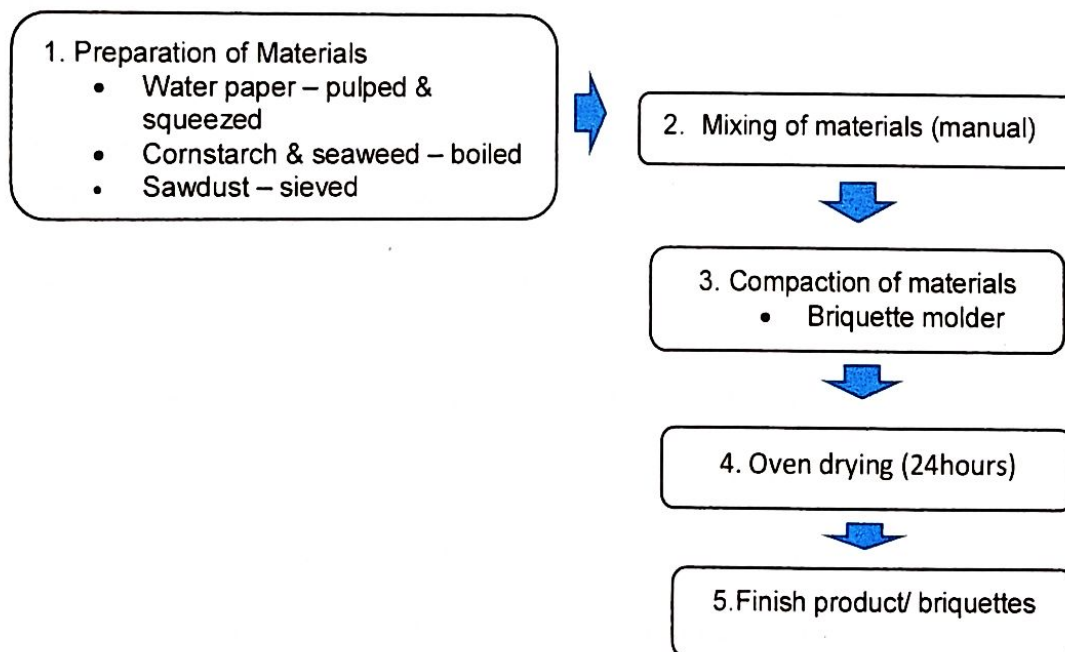 1. Preparation of Materials
• Water paper – pulped &
squeezed
• Cornstarch & seaweed – boiled
• Sawdust – sieved
2. Mixing of materials (manual)
3. Compaction of materials
• Briquette molder
4. Oven drying (24hours)
5.Finish product/ briquettes